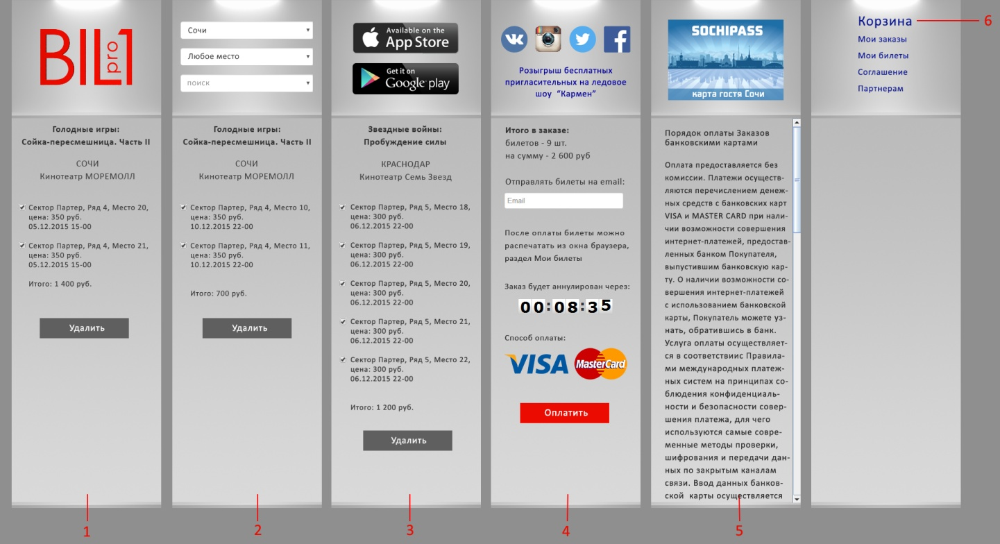 BIL1
pro
Голодные игры:
Сойка-пересмешница. Часть II
СОЧИ
Кинотеатр МОРЕМОЛЛ
Сектор Партер, Ряд 4, Место 20,
цена: 350 руб.
05.12.2015 15-00
Сектор Партер, Ряд 4, Место 21,
цена: 350 руб.
05.12.2015 15-00
Итого: 1 400 руб.
Удалить
1
Сочи
Любое место
поиск
Голодные игры:
Сойка-пересмешница. Часть II
СОЧИ
Кинотеатр МОРЕМОЛЛ
Сектор Партер, Ряд 4, Место 10,
цена: 350 руб.
10.12.2015 22-00
Сектор Партер, Ряд 4, Место 11,
цена: 350 руб.
10.12.2015 22-00
Итого: 700 руб.
Удалить
2
Available on the
App Store
Get it on
Google play
Звездные войны:
Пробуждение силы
КРАСНОДАР
Кинотеатр Семь Звезд
Сектор Партер, Ряд 5, Место 18,
цена: 300 руб.
06.12.2015 22-00
Сектор Партер, Ряд 5, Место 19,
цена: 300 руб.
06.12.2015 22-00
Сектор Партер, Ряд 5, Место 20,
цена: 300 руб.
06.12.2015 22-00
Сектор Партер, Ряд 5, Место 21,
цена: 300 руб.
06.12.2015 22-00
Сектор Партер, Ряд 5, Место 22,
цена: 300 руб.
06.12.2015 22-00
Итого: 1 200 руб.
Удалить
3
Розыгрыш бесплатных
пригласительных на ледовое
шоу “Кармен”
Итого в заказе:
билетов - 9 шт.
на сумму - 2 600 руб
Отправлять билеты на email:
Email
После оплаты билеты можно
распечатать из окна браузера,
раздел Мои билеты
Заказ будет аннулирован через:
00:08:35
Способ оплаты:
VISA MasterCard
Оплатить
4
SOCHIPASS
карта гостя Сочи
Порядок оплаты Заказов
банковскими картами
Оплата предоставляется без
комиссии. Платежи осуществ-
ляются перечислением денеж-
ных средств с банковских карт
VISA и MASTER CARD при нали-
чии возможности совершения
интернет-платежей, предостав-
ленных банком Покупателя,
выпустившим банковскую кар-
ту. О наличии возможности со-
вершения интернет-платежей
с использованием банковской
карты, Покупатель можете уз-
нать, обратившись в банк.
Услуга оплаты осуществляет-
ся в соответствиис Правила-
ми международных платеж-
ных систем на принципах со-
блюдения конфиденциаль-
ности и безопасности совер-
шения платежа, для чего
используются самые совре-
менные методы проверки,
шифрования и передачи дан-
ных по закрытым каналам
связи. Ввод данных банков-
ской карты осуществляется
5
Корзина
6
Мои заказы
Мои билеты
Соглашение
Партнерам